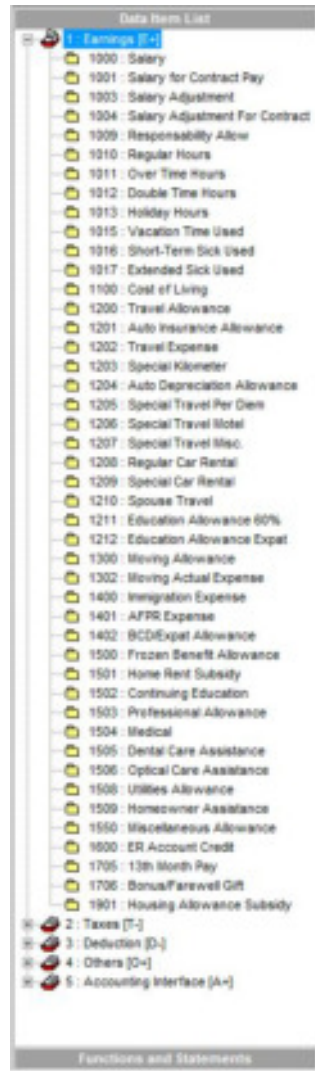 Data Item List
1 : Earnings [E+]
1000 : Salary
1001 : Salary for Contract Pay
1003 : Salary Adjustment
1004 : Salary Adjustment For Contract
1009 : Responsability Allow
1010 : Regular Hours
1011 : Over Time Hours
1012 : Double Time Hours
1013 : Holiday Hours
1015 : Vacation Time Used
1016 : Short-Term Sick Used
1017 : Extended Sick Used
1100 : Cost of Living
1200 : Travel Allowance
1201 : Auto Insurance Allowance
1202 : Travel Expense
1203 : Special Kilometer
1204 : Auto Depreciation Allowance
1205 : Special Travel Per Diem
1206 : Special Travel Motel
1207 : Special Travel Misc.
1208 : Regular Car Rental
1209 : Special Car Rental
1210 : Spouse Travel
1211 : Education Allowance 60%
1212 : Education Allowance Expat
1300 : Moving Allowance
1302 : Moving Actual Expense
1400 : Immigration Expense
1401 : AFPR Expense
1402 : BCD/Expat Allowance
1500 : Frozen Benefit Allowance
1501 : Home Rent Subsidy
1502 : Continuing Education
1503 : Professional Allowance
1504 : Medical
1505 : Dental Care Assistance
1506 : Optical Care Assistance
1508 : Utilities Allowance
1509 : Homeowner Assistance
1550 : Miscellaneous Allowance
1600 : ER Account Credit
1705 : 13th Month Pay
1706 : Bonus/Farewell Gift
1901 : Housing Allowance Subsidy
2 : Taxes [T-]
3 : Deduction [D-]
4 : Others [O+]
5 : Accounting Interface [A+]
Functions and Statements